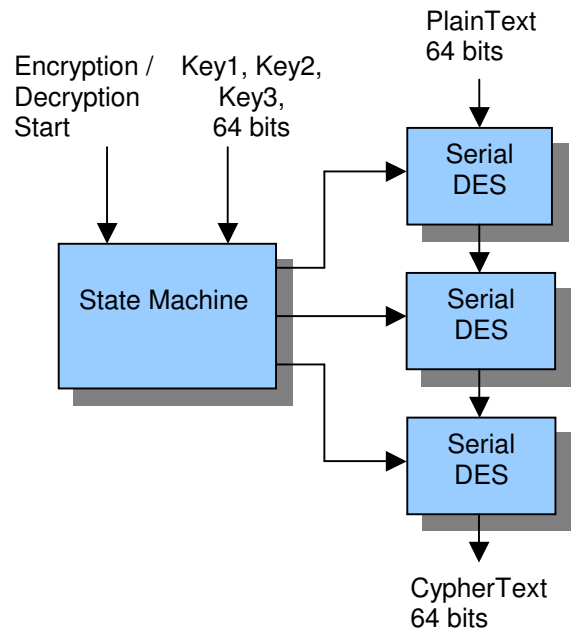 PlainText
64 bits
Encryption /
Decryption
Start
Key1, Key2,
Key3,
64 bits
Serial
DES
State Machine
Serial
DES
Serial
DES
CypherText
64 bits